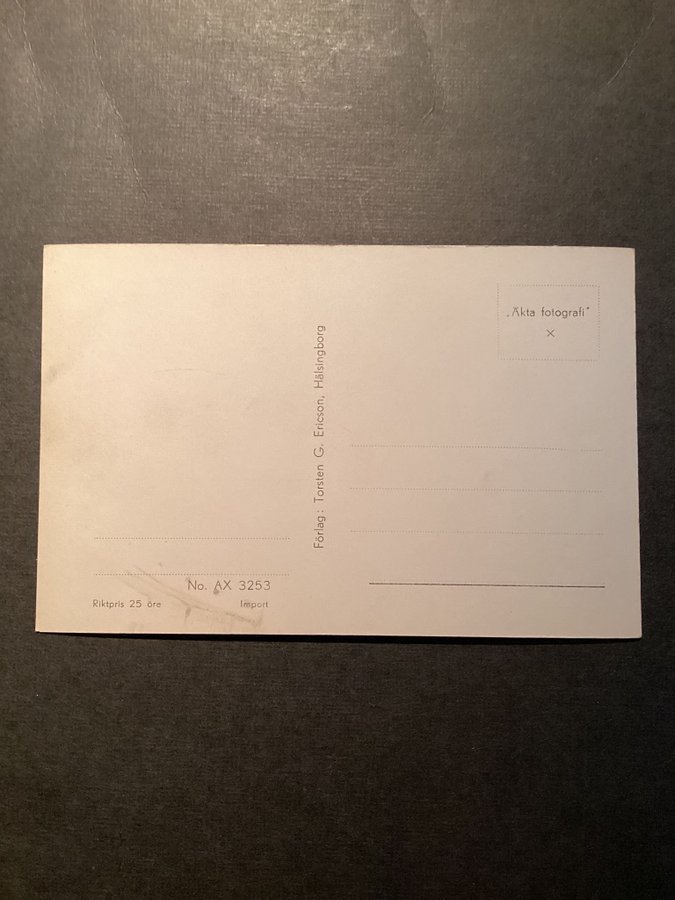 „Äkta fotografi"
×
Förlag: Torsten G. Ericson, Hälsingborg
No. AX 3253
Riktpris 25 öre
Import